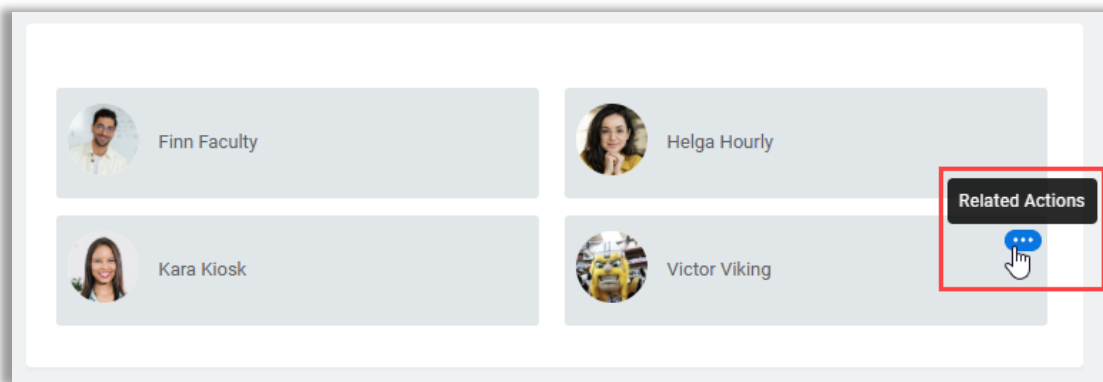 Finn Faculty
Helga Hourly
Related Actions
Kara Kiosk
Victor Viking